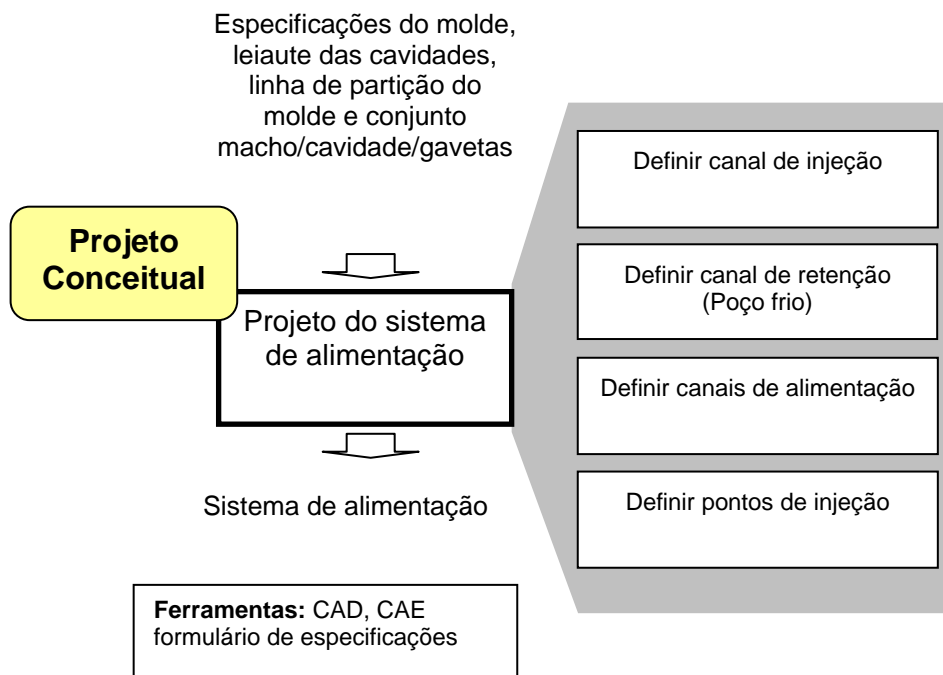 Especificações do molde,
leiaute das cavidades,
linha de partição do
molde e conjunto
macho/cavidade/gavetas
Projeto
Conceitual
Projeto do sistema
de alimentação
Sistema de alimentação
Ferramentas: CAD, CAE
formulário de especificações
Definir canal de injeção
Definir canal de retenção
(Poço frio)
Definir canais de alimentação
Definir pontos de injeção